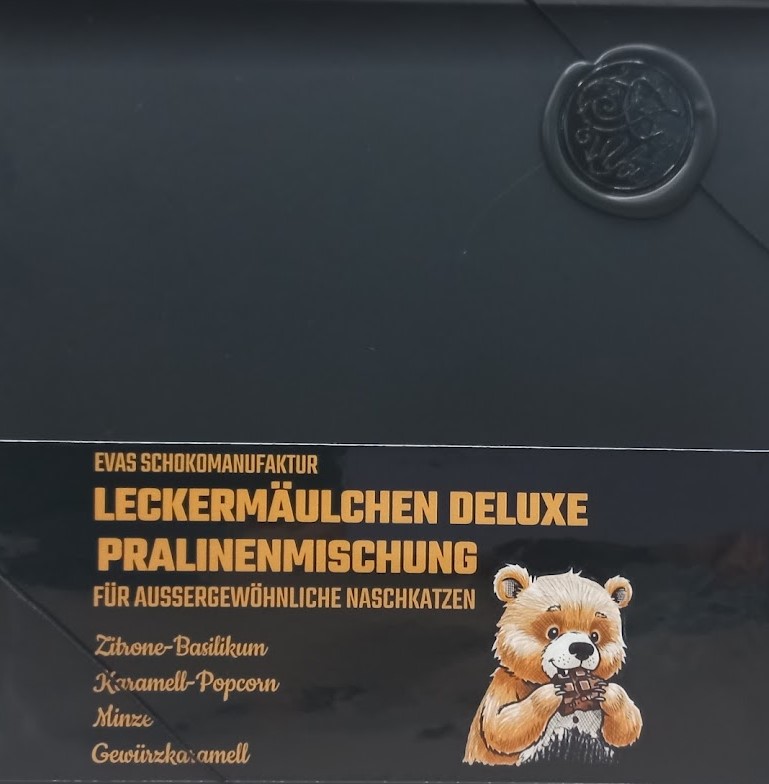 EVAS SCHOKOMANUFAKTUR
LECKERMÄULCHEN DELUXE
PRALINENMISCHUNG
FÜR AUSSERGEWÖHNLICHE NASCHKATZEN
Zitrone-Basilikum
Karamell-Popcorn
Minze
Gewürzkaramell